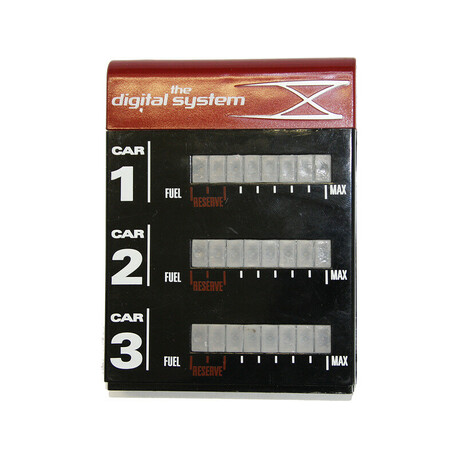 the
digital system X
CAR
1
FUEL RESERVE MAX
CAR
2
FUEL RESERVE MAX
CAR
3
FUEL RESERVE MAX